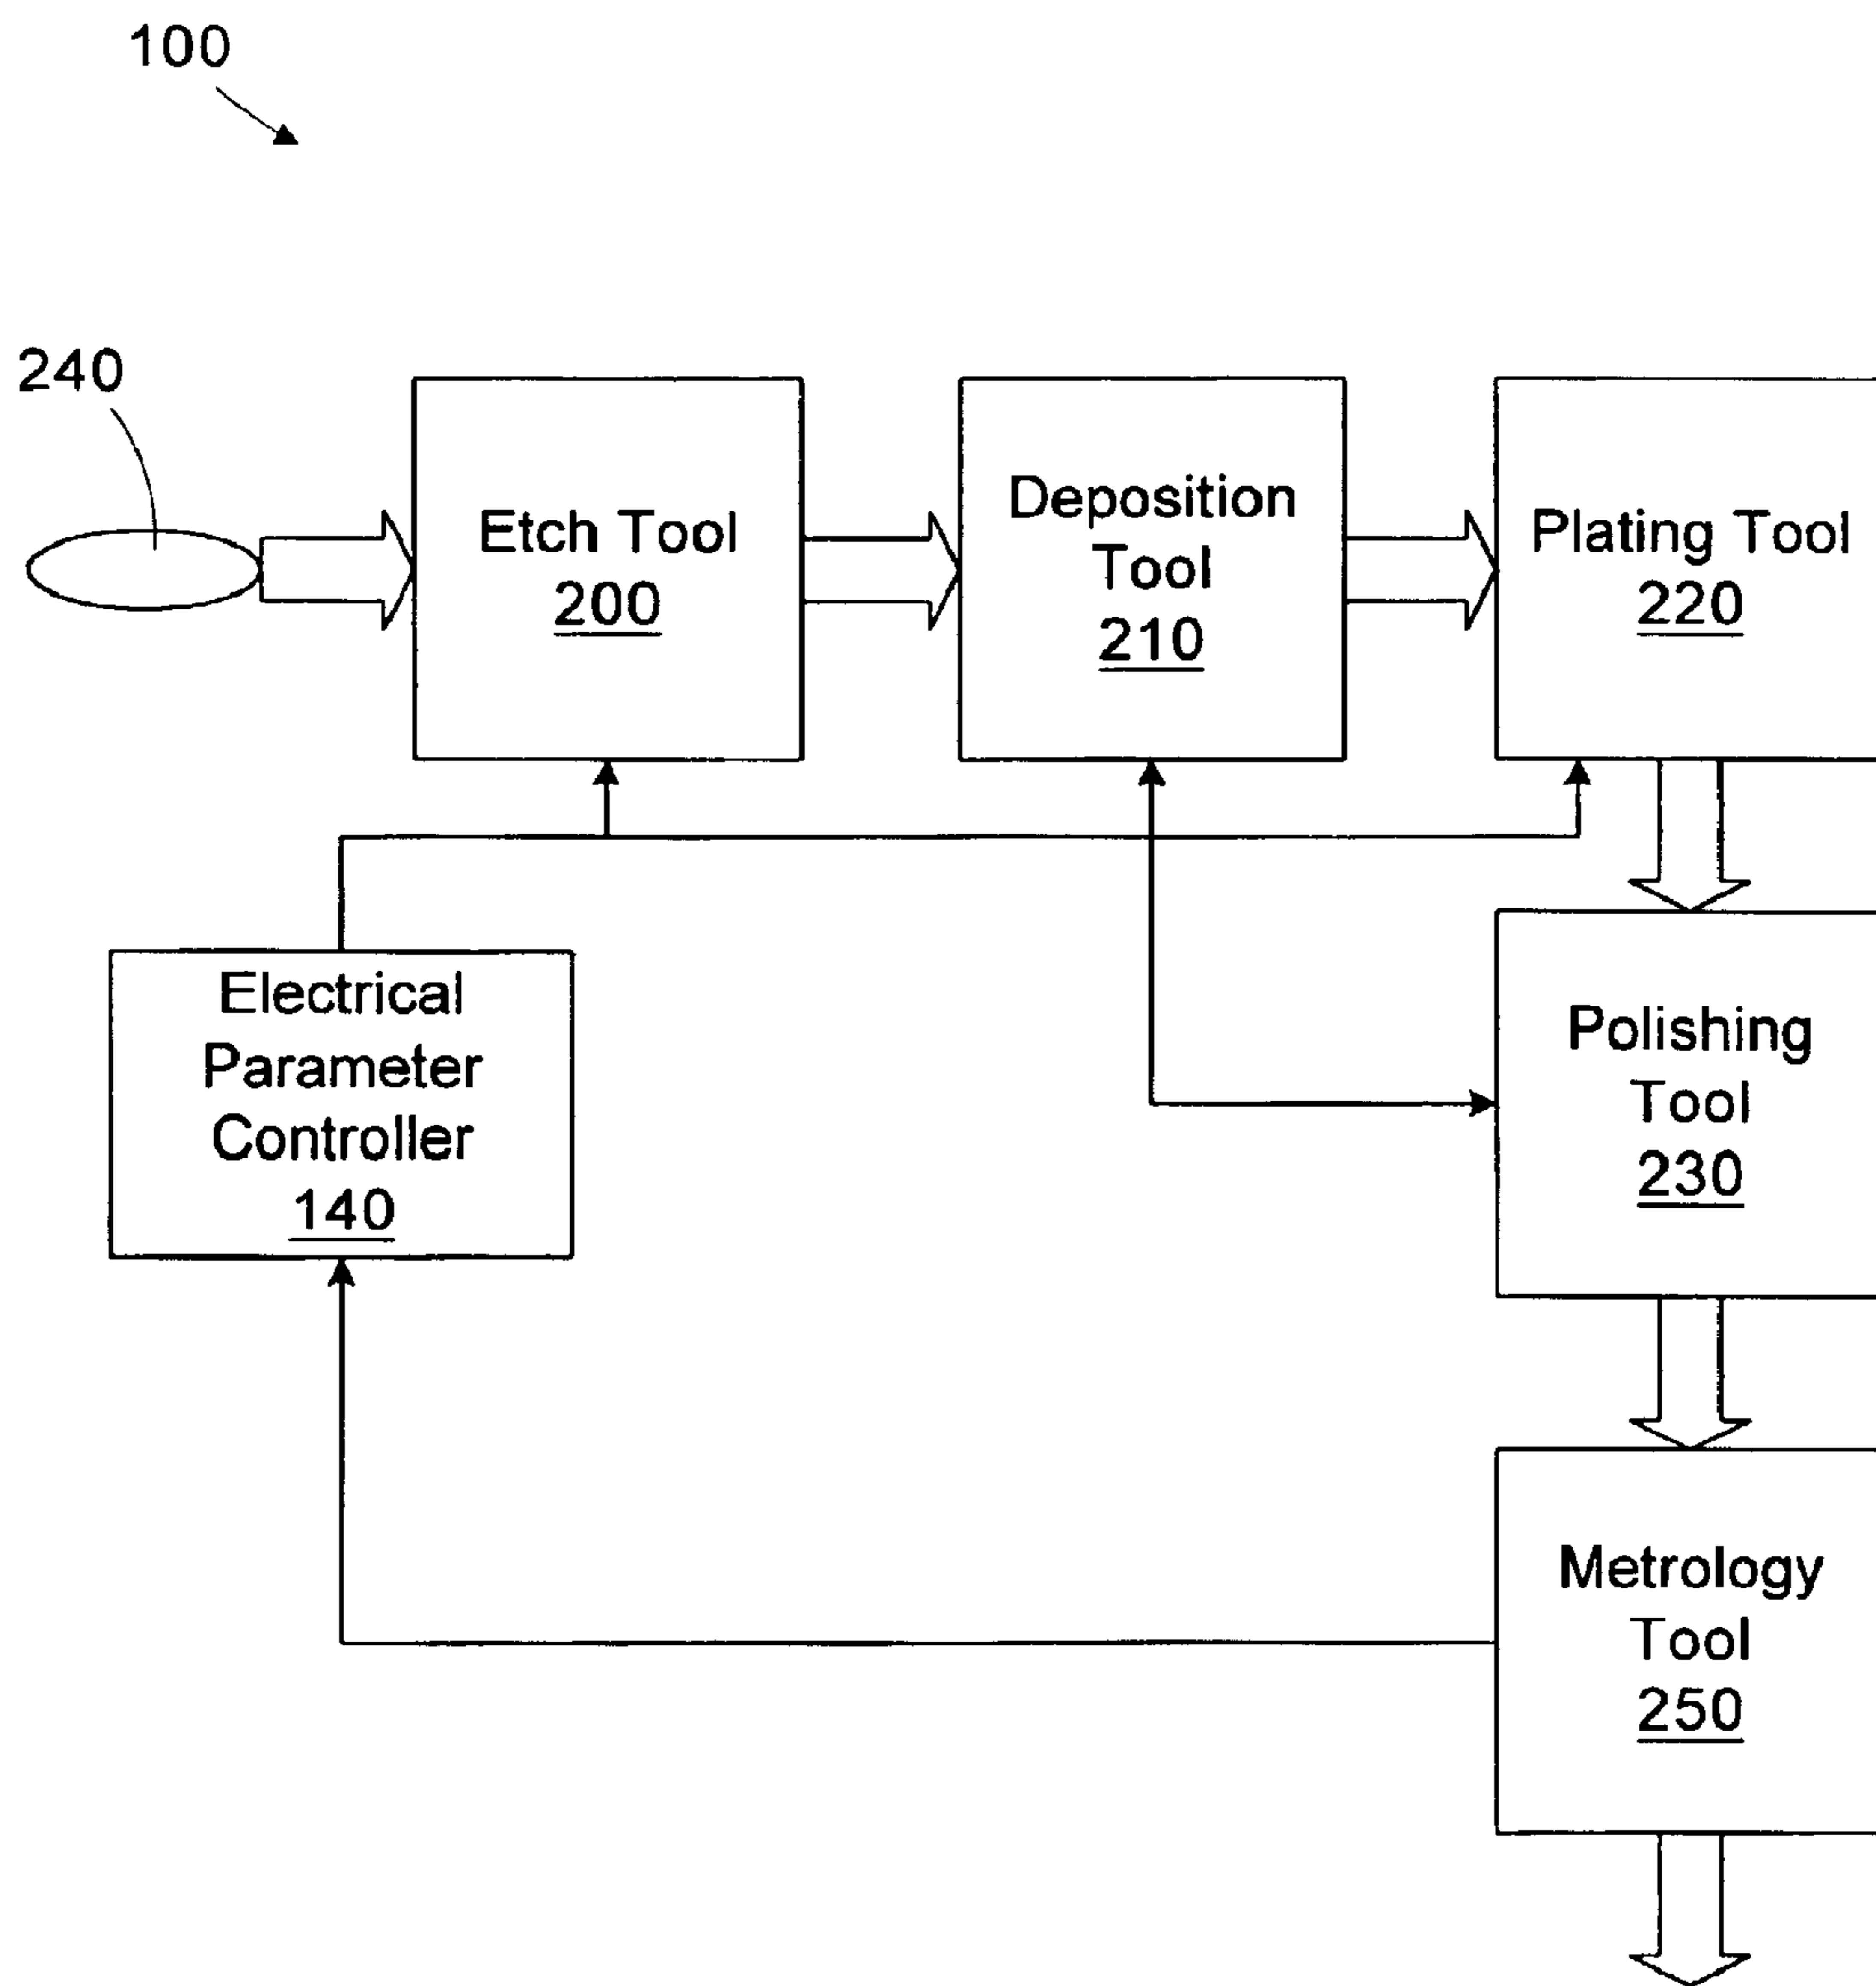 100
240
Etch Tool
200
Deposition
Tool
210
Plating Tool
220
Electrical
Parameter
Controller
140
Polishing
Tool
230
Metrology
Tool
250